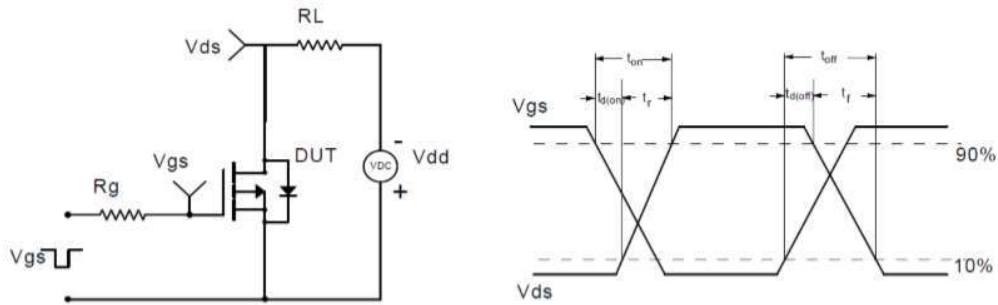 RL
Vds
Vgs
DUT
Rg
VDC
-
Vdd
+
Vgs
ton
toff
td(on)
tr
td(off)
tf
Vgs
90%
10%
Vds